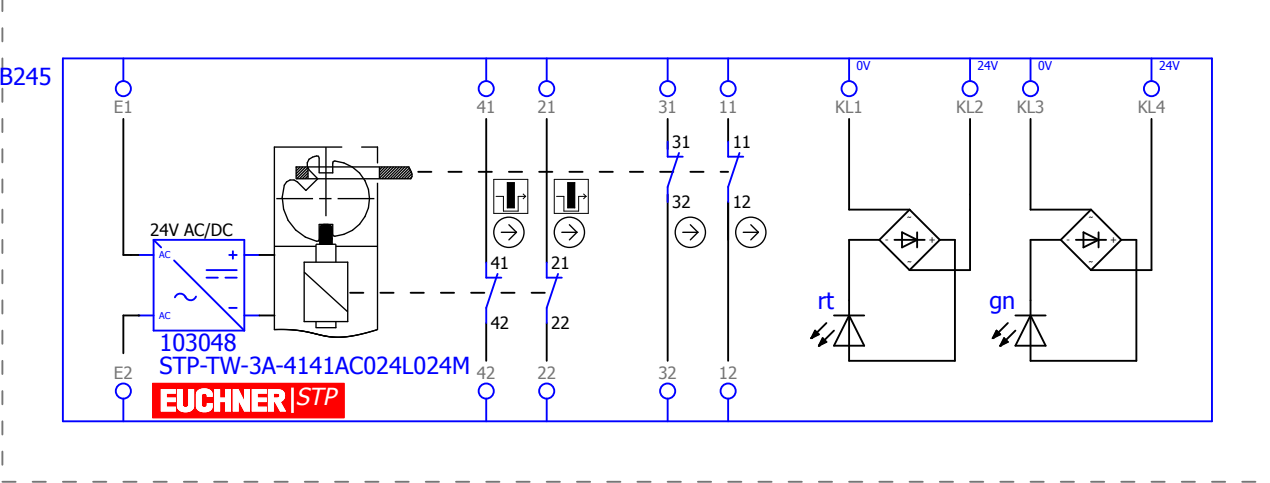 0V 24V 0V 24V
B245
E1 41 21 31 11 KL1 KL2 KL3 KL4
31 11
32 12
24V AC/DC
AC +
- + - +
41 21
AC -
rt gn
42 22
103048
STP-TW-3A-4141AC024L024M
E2 42 22 32 12
EUCHNER|STP